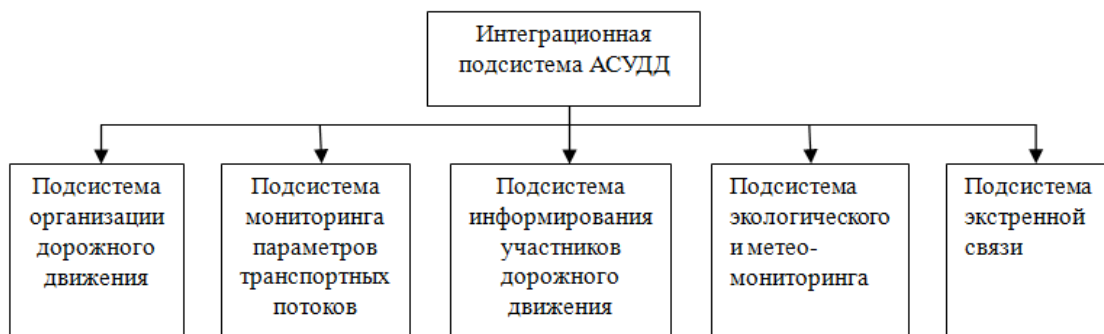 Интеграционная
подсистема АСУДД
Подсистема
организации
дорожного
движения
Подсистема
мониторинга
параметров
транспортных
потоков
Подсистема
информирования
участников
дорожного
движения
Подсистема
экологического
и метео-
мониторинга
Подсистема
экстренной
связи